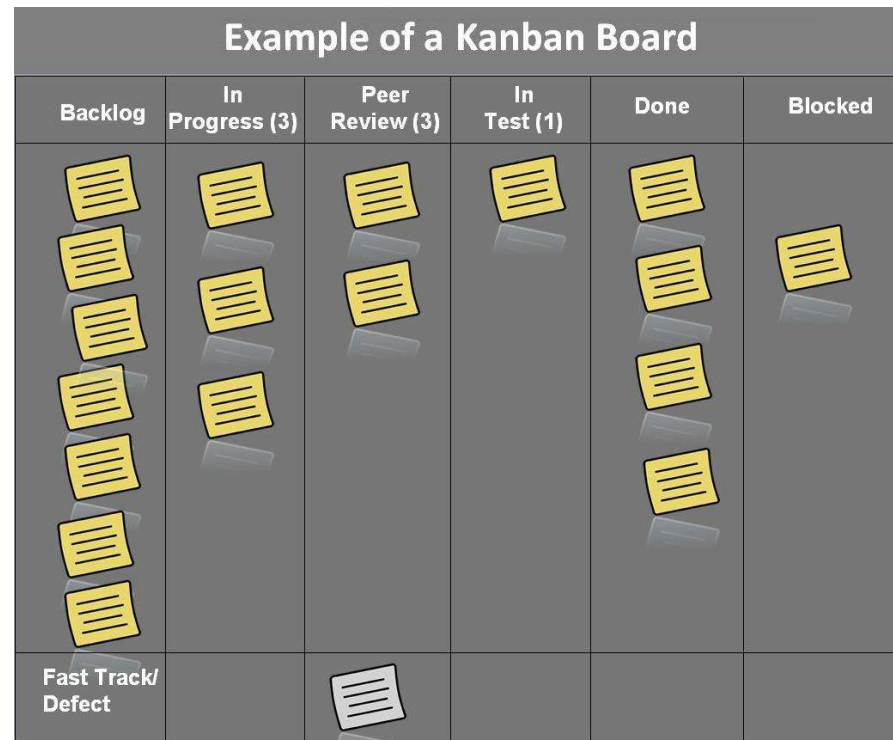 Example of a Kanban Board
Backlog
In
Progress (3)
Peer
Review (3)
In
Test (1)
Done
Blocked
Fast Track/
Defect